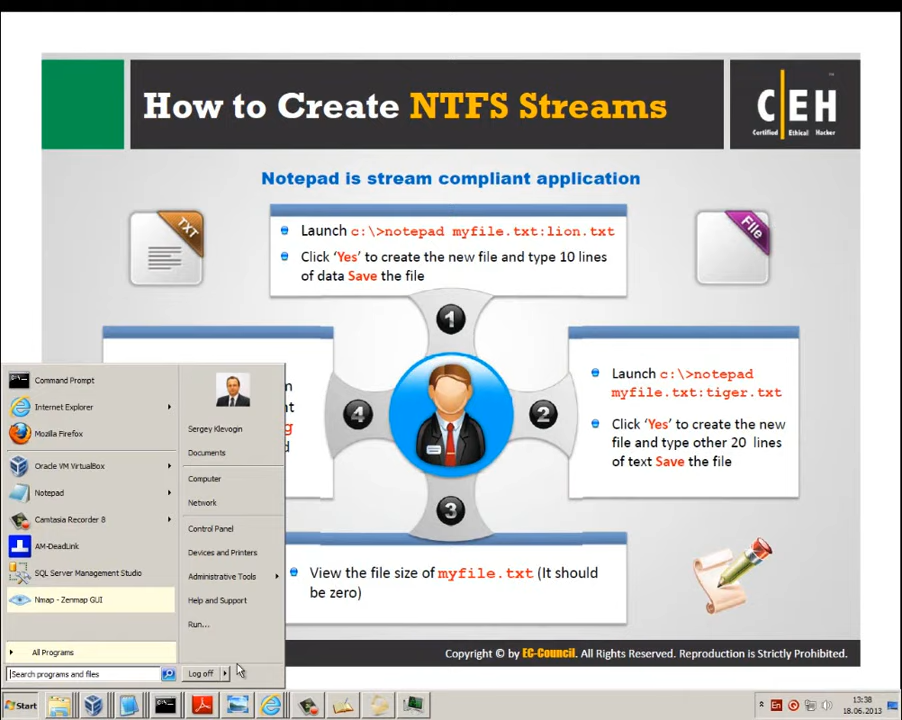 How to Create NTFS Streams
CEH
Certified Ethical Hacker
Notepad is stream compliant application
TXT
File
Launch c:\>notepad myfile.txt:lion.txt
Click ‘Yes’ to create the new file and type 10 lines
of data Save the file
1
Launch c:\>notepad
myfile.txt:tiger.txt
Click ‘Yes’ to create the new
file and type other 20 lines
of text Save the file
2
3
4
n
nt
g
d
View the file size of myfile.txt (It should
be zero)
Copyright © by EC-Council. All Rights Reserved. Reproduction is Strictly Prohibited.
Command Prompt
Internet Explorer
Mozilla Firefox
Oracle VM VirtualBox
Notepad
Camtasia Recorder 8
AM-DeadLink
SQL Server Management Studio
Nmap - Zenmap GUI
All Programs
Search programs and files
Sergey Klevogin
Documents
Computer
Network
Control Panel
Devices and Printers
Administrative Tools
Help and Support
Run...
Log off
Start
En
13:38
18.06.2013